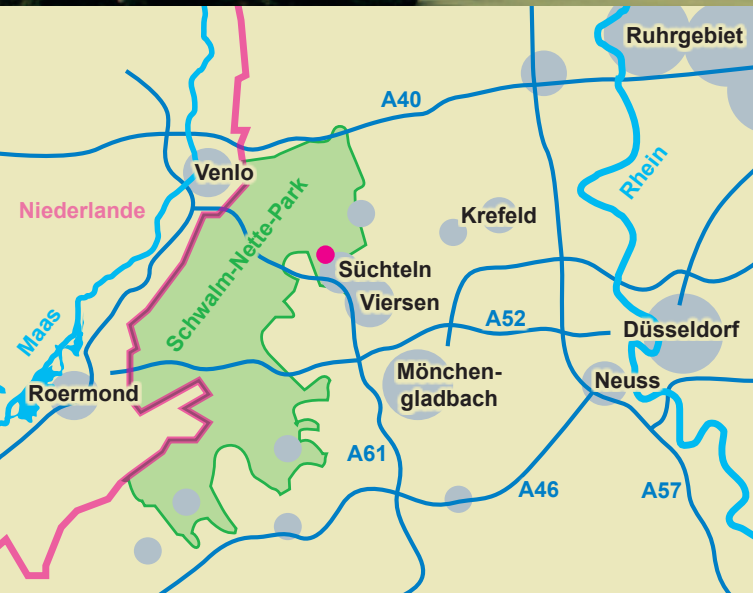 Ruhrgebiet
A40
Venlo
Rhein
Niederlande
Krefeld
Schwalm-Nette-Park
Süchteln
Viersen
Maas
A52
Düsseldorf
Mönchen-
gladbach
Neuss
Roermond
A61
A46
A57